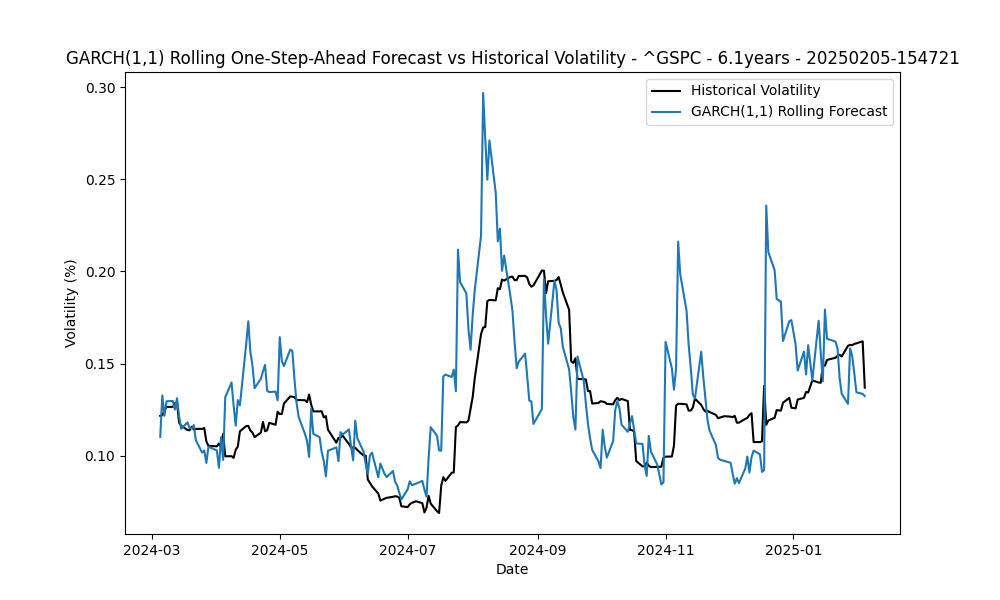 GARCH(1,1) Rolling One-Step-Ahead Forecast vs Historical Volatility - ^GSPC - 6.1years - 20250205-154721
Historical Volatility
GARCH(1,1) Rolling Forecast
Volatility (%)
0.30
0.25
0.20
0.15
0.10
2024-03
2024-05
2024-07
2024-09
2024-11
2025-01
Date